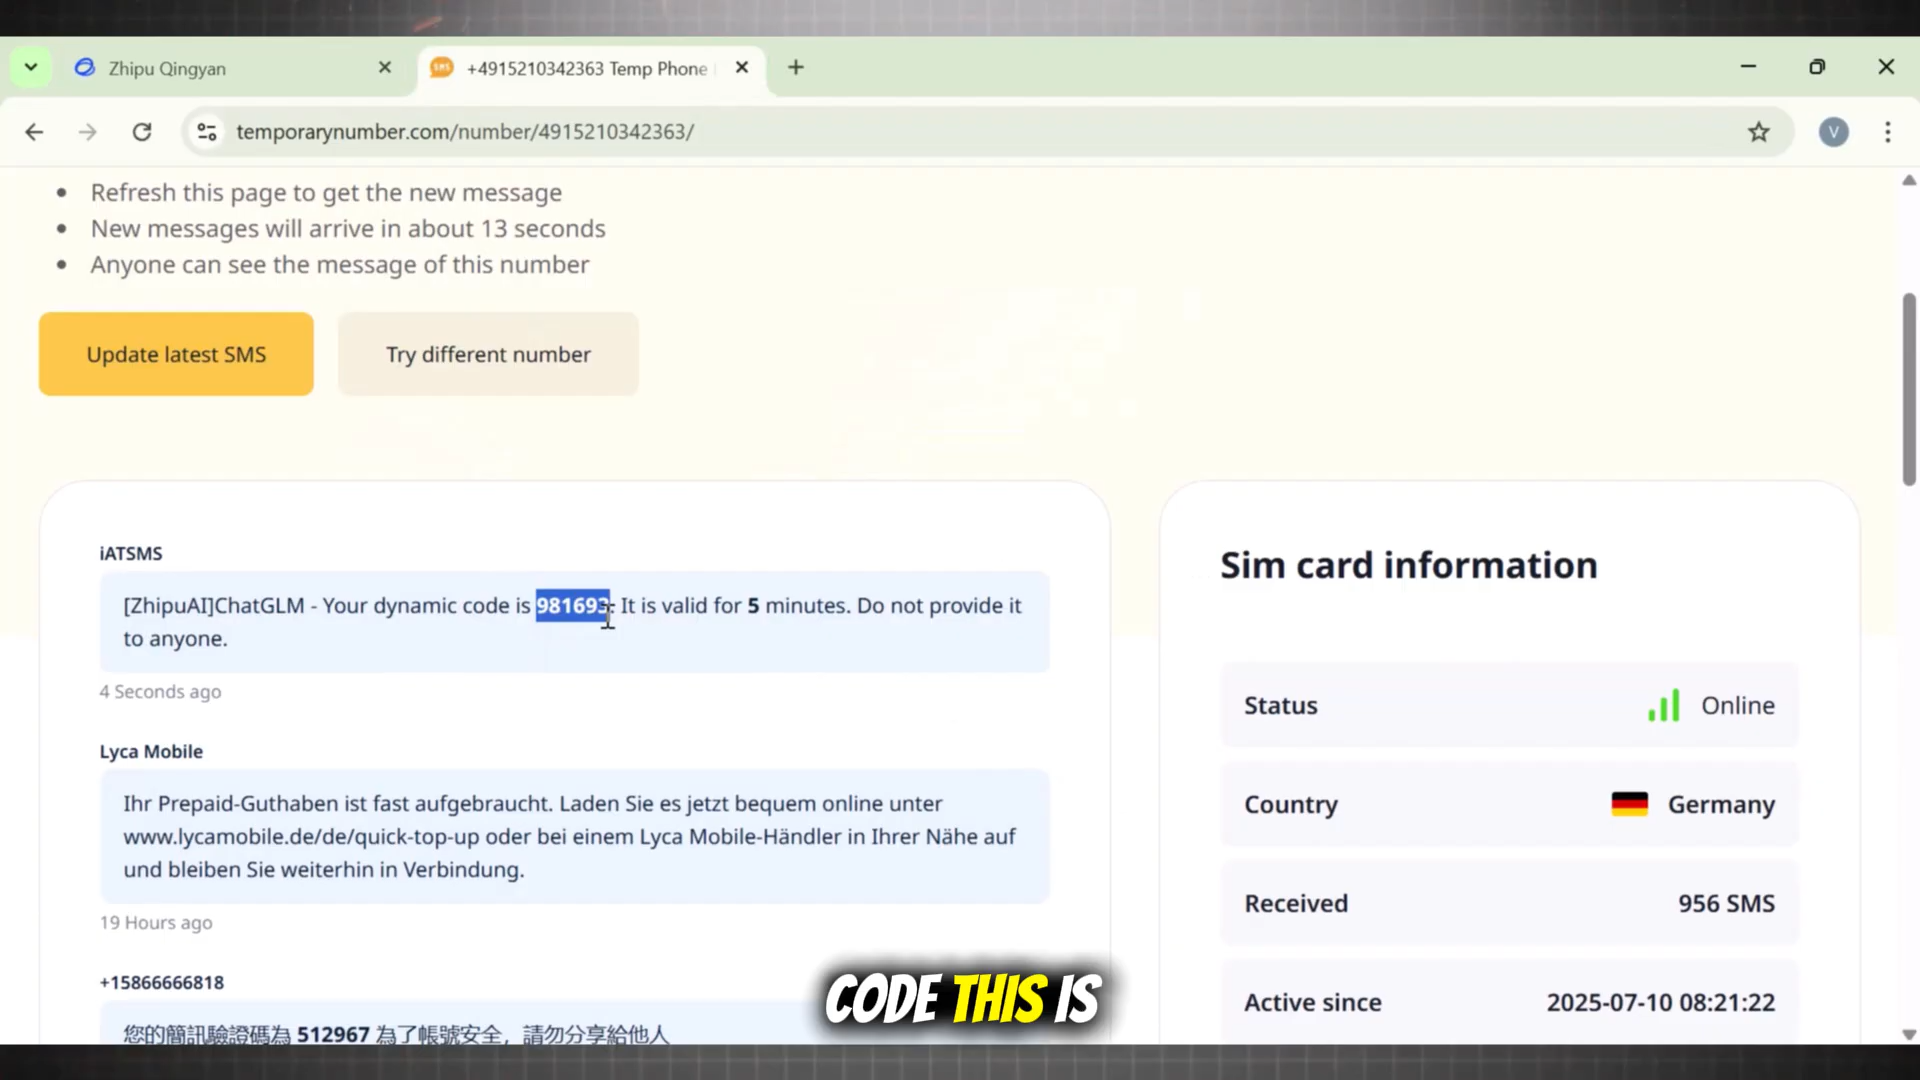 Zhipu Qingyan
+4915210342363 Temp Phone
temporarynumber.com/number/4915210342363/
V
Refresh this page to get the new message
New messages will arrive in about 13 seconds
Anyone can see the message of this number
Update latest SMS
Try different number
iATSMS
[ZhipuAI]ChatGLM - Your dynamic code is 981693. It is valid for 5 minutes. Do not provide it
to anyone.
4 Seconds ago
Lyca Mobile
Ihr Prepaid-Guthaben ist fast aufgebraucht. Laden Sie es jetzt bequem online unter
www.lycamobile.de/de/quick-top-up oder bei einem Lyca Mobile-Händler in Ihrer Nähe auf
und bleiben Sie weiterhin in Verbindung.
19 Hours ago
+15866666818
您的簡訊驗證碼為 512967 為了帳號安全，請勿分享給他人
Sim card information
Status Online
Country Germany
Received 956 SMS
Active since 2025-07-10 08:21:22
CODE THIS IS